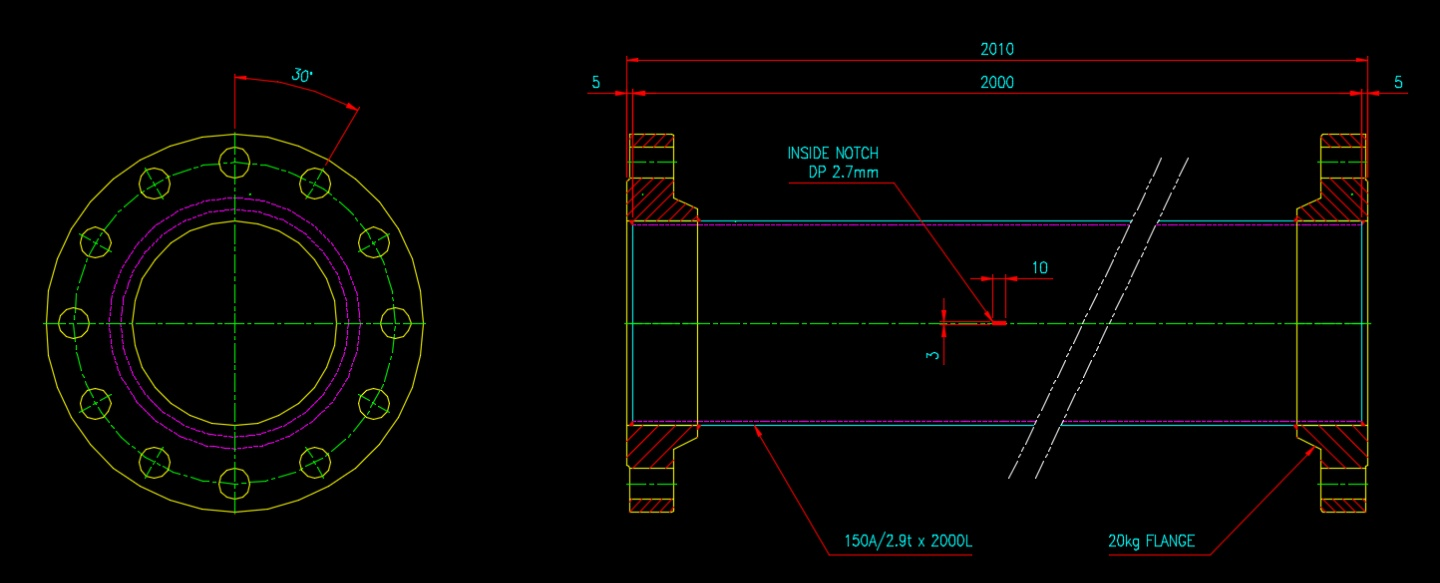 30°
2010
5
2000
5
INSIDE NOTCH
DP 2.7mm
10
3
150A/2.9t x 2000L
20kg FLANGE